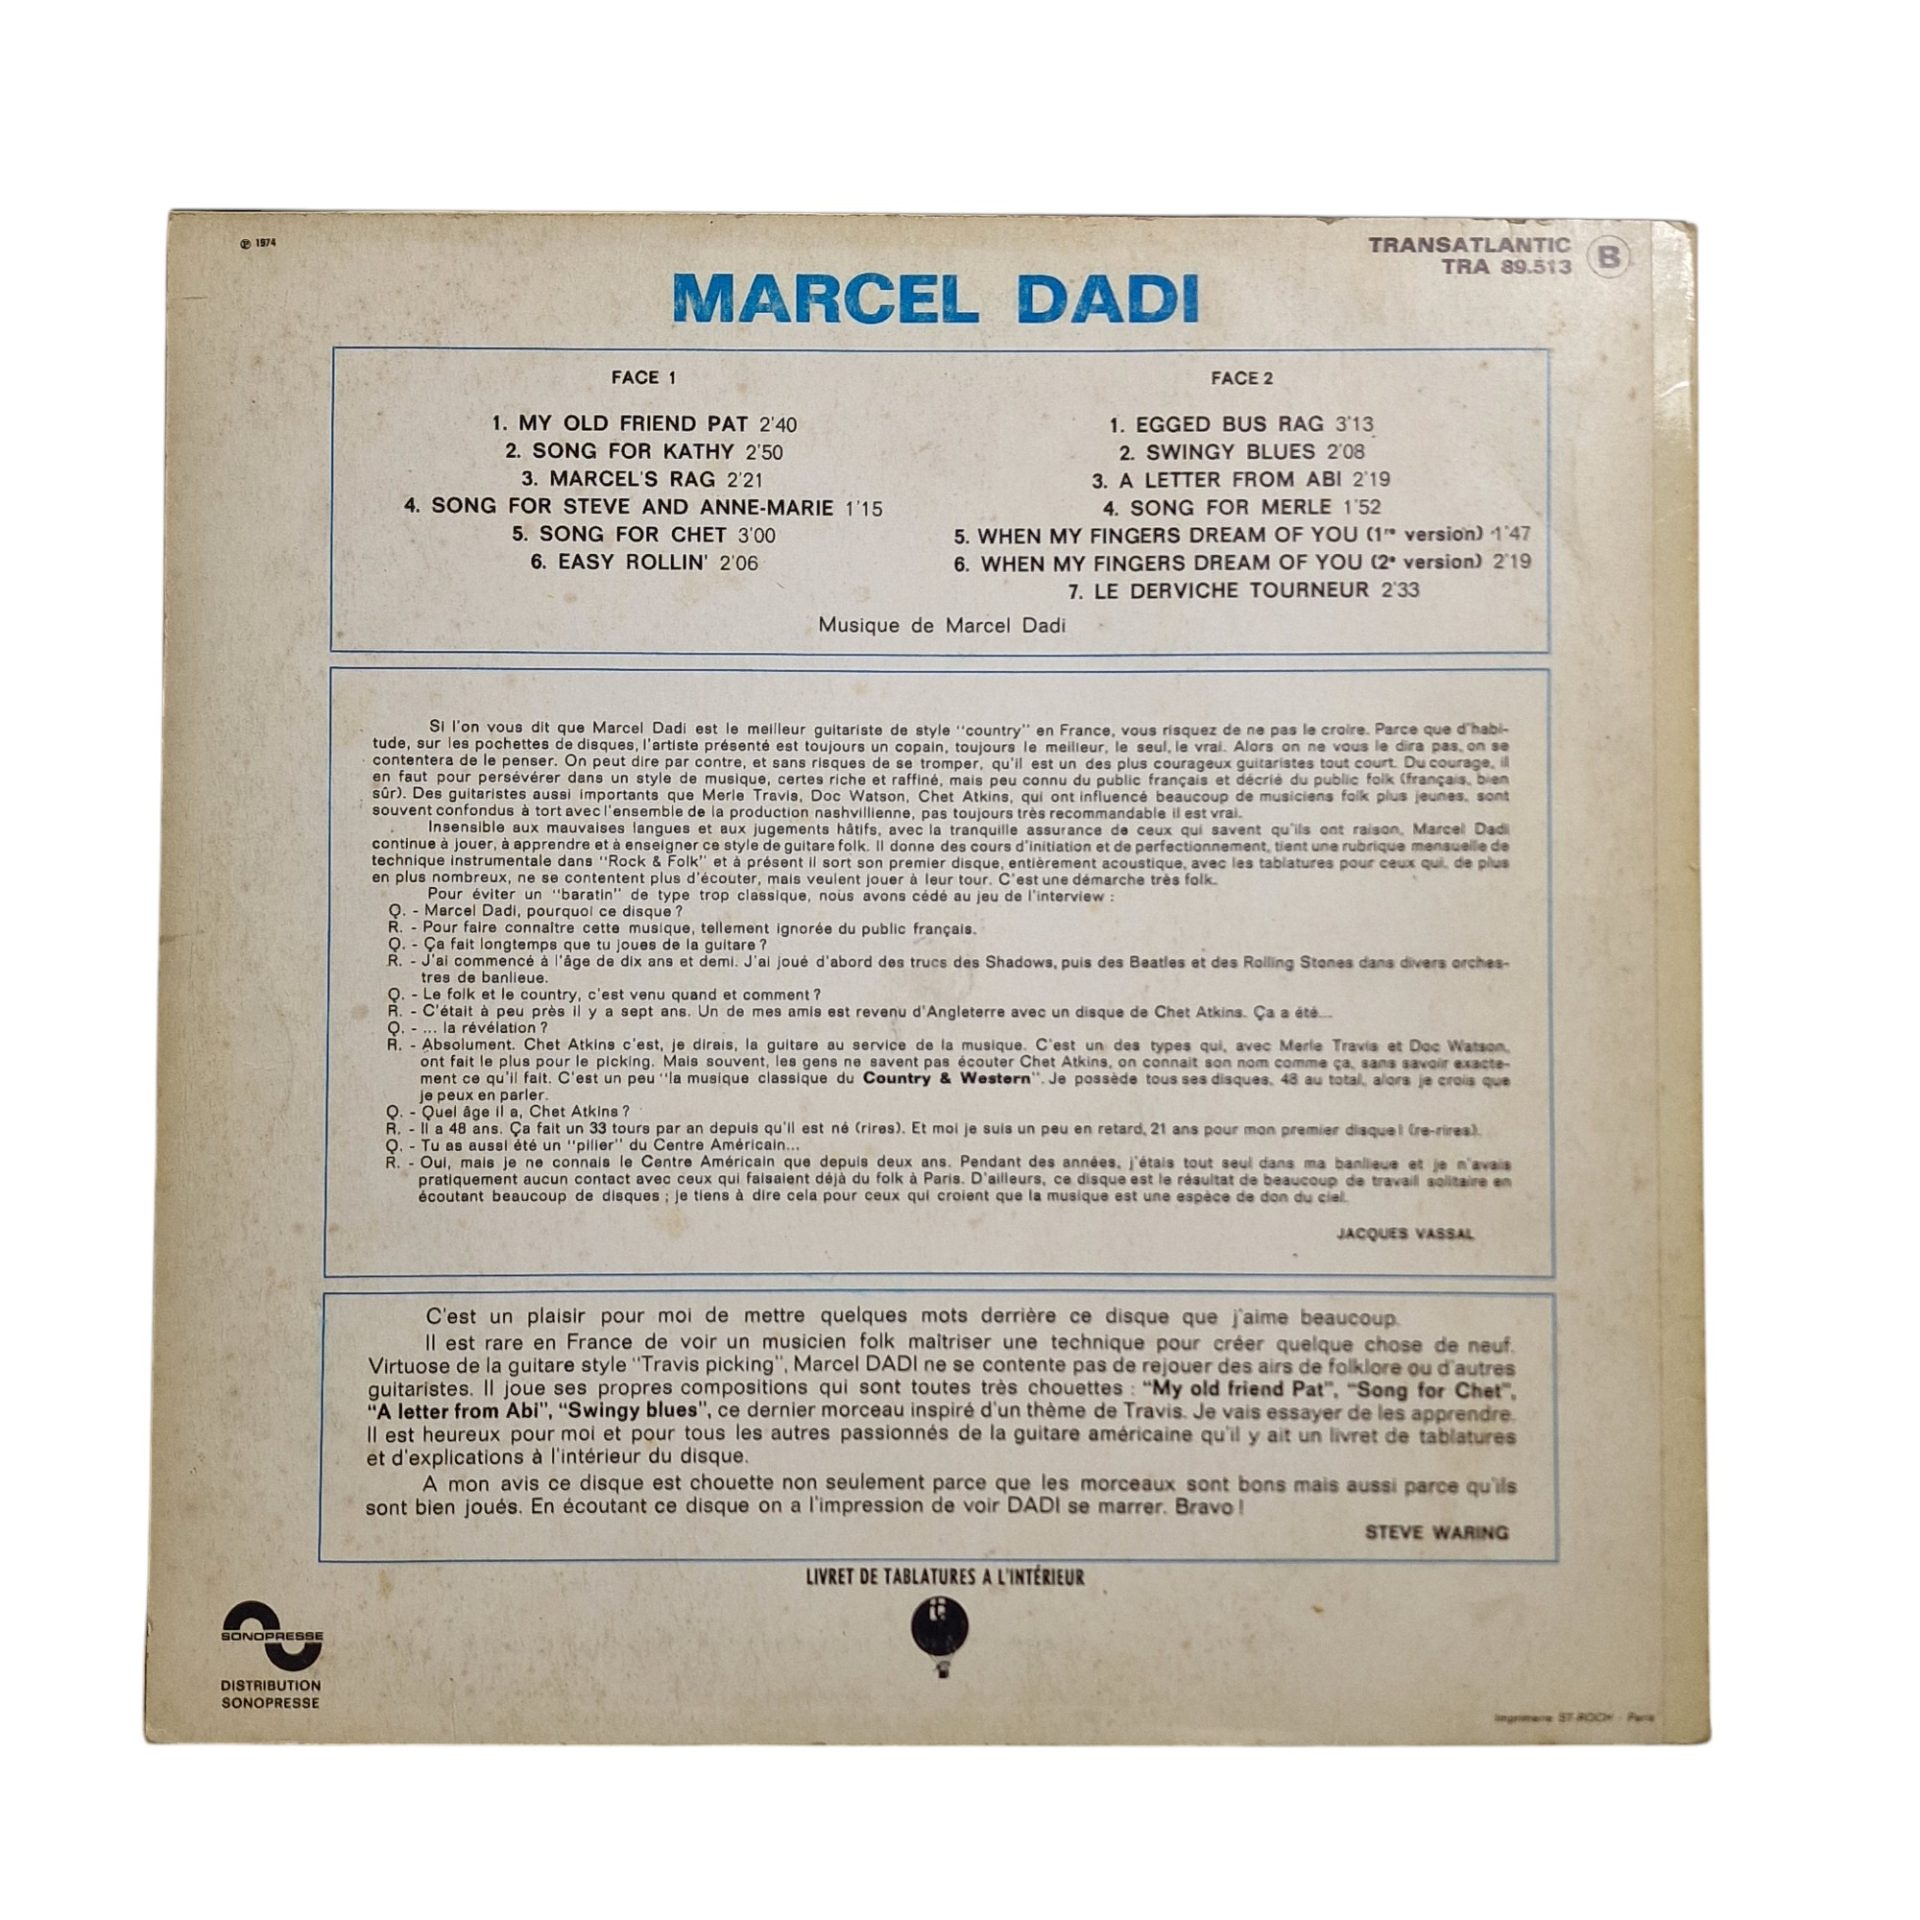 ℗ 1974
TRANSATLANTIC
TRA 89.513 B
MARCEL DADI
FACE 1
1. MY OLD FRIEND PAT 2'40
2. SONG FOR KATHY 2'50
3. MARCEL'S RAG 2'21
4. SONG FOR STEVE AND ANNE-MARIE 1'15
5. SONG FOR CHET 3'00
6. EASY ROLLIN' 2'06
FACE 2
1. EGGED BUS RAG 3'13
2. SWINGY BLUES 2'08
3. A LETTER FROM ABI 2'19
4. SONG FOR MERLE 1'52
5. WHEN MY FINGERS DREAM OF YOU (1re version) 1'47
6. WHEN MY FINGERS DREAM OF YOU (2e version) 2'19
7. LE DERVICHE TOURNEUR 2'33
Musique de Marcel Dadi
Si l'on vous dit que Marcel Dadi est le meilleur guitariste de style "country" en France, vous risquez de ne pas le croire. Parce que d'habi-
tude, sur les pochettes de disques, l'artiste présenté est toujours un copain, toujours le meilleur, le seul, le vrai. Alors on ne vous le dira pas, on se
contentera de le penser. On peut dire par contre, et sans risques de se tromper, qu'il est un des plus courageux guitaristes tout court. Du courage, il
en faut pour persévérer dans un style de musique, certes riche et raffiné, mais peu connu du public français et décrié du public folk (français, bien
sûr). Des guitaristes aussi importants que Merle Travis, Doc Watson, Chet Atkins, qui ont influencé beaucoup de musiciens folk plus jeunes, sont
souvent confondus à tort avec l'ensemble de la production nashvillienne, pas toujours très recommandable il est vrai.
Insensible aux mauvaises langues et aux jugements hâtifs, avec la tranquille assurance de ceux qui savent qu'ils ont raison, Marcel Dadi
continue à jouer, à apprendre et à enseigner ce style de guitare folk. Il donne des cours d'initiation et de perfectionnement, tient une rubrique mensuelle de
technique instrumentale dans "Rock & Folk" et à présent il sort son premier disque, entièrement acoustique, avec les tablatures pour ceux qui, de plus
en plus nombreux, ne se contentent plus d'écouter, mais veulent jouer à leur tour. C'est une démarche très folk.
Pour éviter un "baratin" de type trop classique, nous avons cédé au jeu de l'interview :
Q. - Marcel Dadi, pourquoi ce disque ?
R. - Pour faire connaître cette musique, tellement ignorée du public français.
Q. - Ça fait longtemps que tu joues de la guitare ?
R. - J'ai commencé à l'âge de dix ans et demi. J'ai joué d'abord des trucs des Shadows, puis des Beatles et des Rolling Stones dans divers orches-
tres de banlieue.
Q. - Le folk et le country, c'est venu quand et comment ?
R. - C'était à peu près il y a sept ans. Un de mes amis est revenu d'Angleterre avec un disque de Chet Atkins. Ça a été...
Q. - ... la révélation ?
R. - Absolument. Chet Atkins c'est, je dirais, la guitare au service de la musique. C'est un des types qui, avec Merle Travis et Doc Watson,
ont fait le plus pour le picking. Mais souvent, les gens ne savent pas écouter Chet Atkins, on connait son nom comme ça, sans savoir exacte-
ment ce qu'il fait. C'est un peu "la musique classique du Country & Western". Je possède tous ses disques, 48 au total, alors je crois que
je peux en parler.
Q. - Quel âge il a, Chet Atkins ?
R. - Il a 48 ans. Ça fait un 33 tours par an depuis qu'il est né (rires). Et moi je suis un peu en retard, 21 ans pour mon premier disque ! (re-rires).
Q. - Tu as aussi été un "pilier" du Centre Américain...
R. - Oui, mais je ne connais le Centre Américain que depuis deux ans. Pendant des années, j'étais tout seul dans ma banlieue et je n'avais
pratiquement aucun contact avec ceux qui faisaient déjà du folk à Paris. D'ailleurs, ce disque est le résultat de beaucoup de travail solitaire en
écoutant beaucoup de disques ; je tiens à dire cela pour ceux qui croient que la musique est une espèce de don du ciel.
JACQUES VASSAL
C'est un plaisir pour moi de mettre quelques mots derrière ce disque que j'aime beaucoup.
Il est rare en France de voir un musicien folk maîtriser une technique pour créer quelque chose de neuf.
Virtuose de la guitare style "Travis picking", Marcel DADI ne se contente pas de rejouer des airs de folklore ou d'autres
guitaristes. Il joue ses propres compositions qui sont toutes très chouettes : "My old friend Pat", "Song for Chet",
"A letter from Abi", "Swingy blues", ce dernier morceau inspiré d'un thème de Travis. Je vais essayer de les apprendre.
Il est heureux pour moi et pour tous les autres passionnés de la guitare américaine qu'il y ait un livret de tablatures
et d'explications à l'intérieur du disque.
A mon avis ce disque est chouette non seulement parce que les morceaux sont bons mais aussi parce qu'ils
sont bien joués. En écoutant ce disque on a l'impression de voir DADI se marrer. Bravo !
STEVE WARING
LIVRET DE TABLATURES A L'INTÉRIEUR
SONOPRESSE
DISTRIBUTION
SONOPRESSE
Imprimerie ST-ROCH - Paris